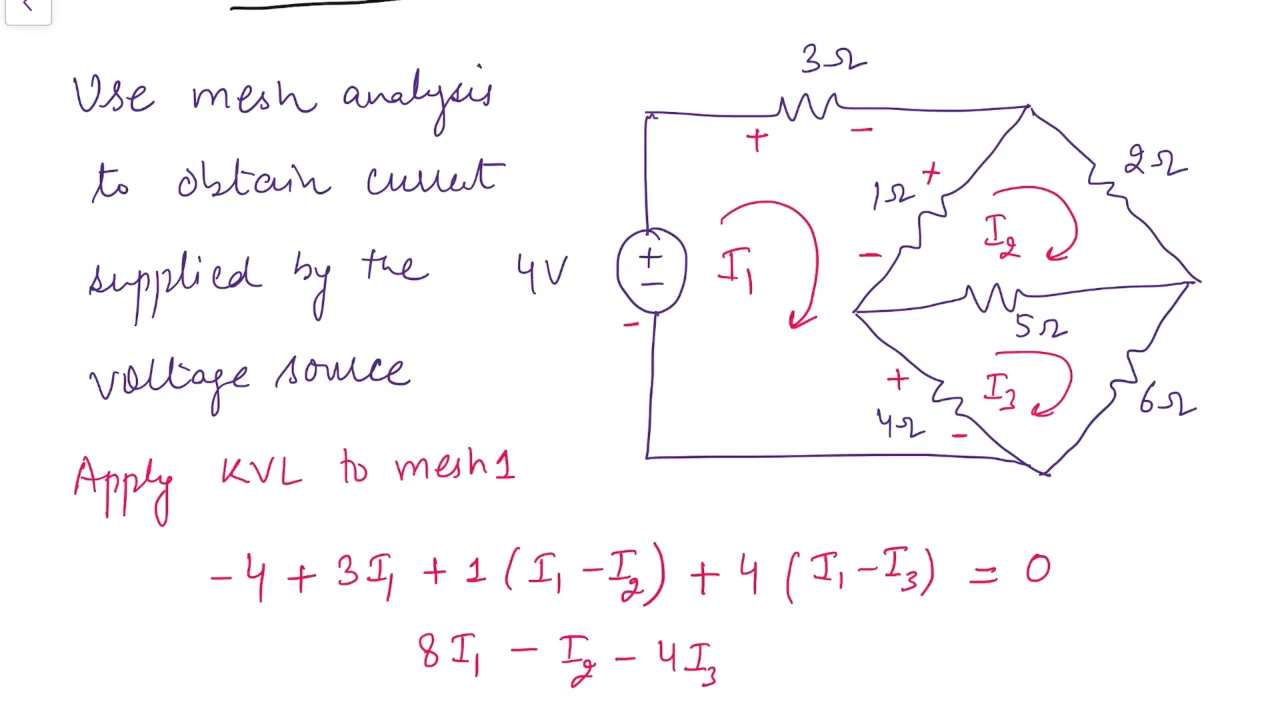 Use mesh analysis
to obtain current
supplied by the
voltage source
3Ω
+ -
1Ω +
-
2Ω
I₂
4V
+
-
-
I₁
5Ω
+
I₃
4Ω -
6Ω
Apply KVL to mesh 1
-4 + 3I₁ + 1(I₁ - I₂) + 4(I₁ - I₃) = 0
8I₁ - I₂ - 4I₃